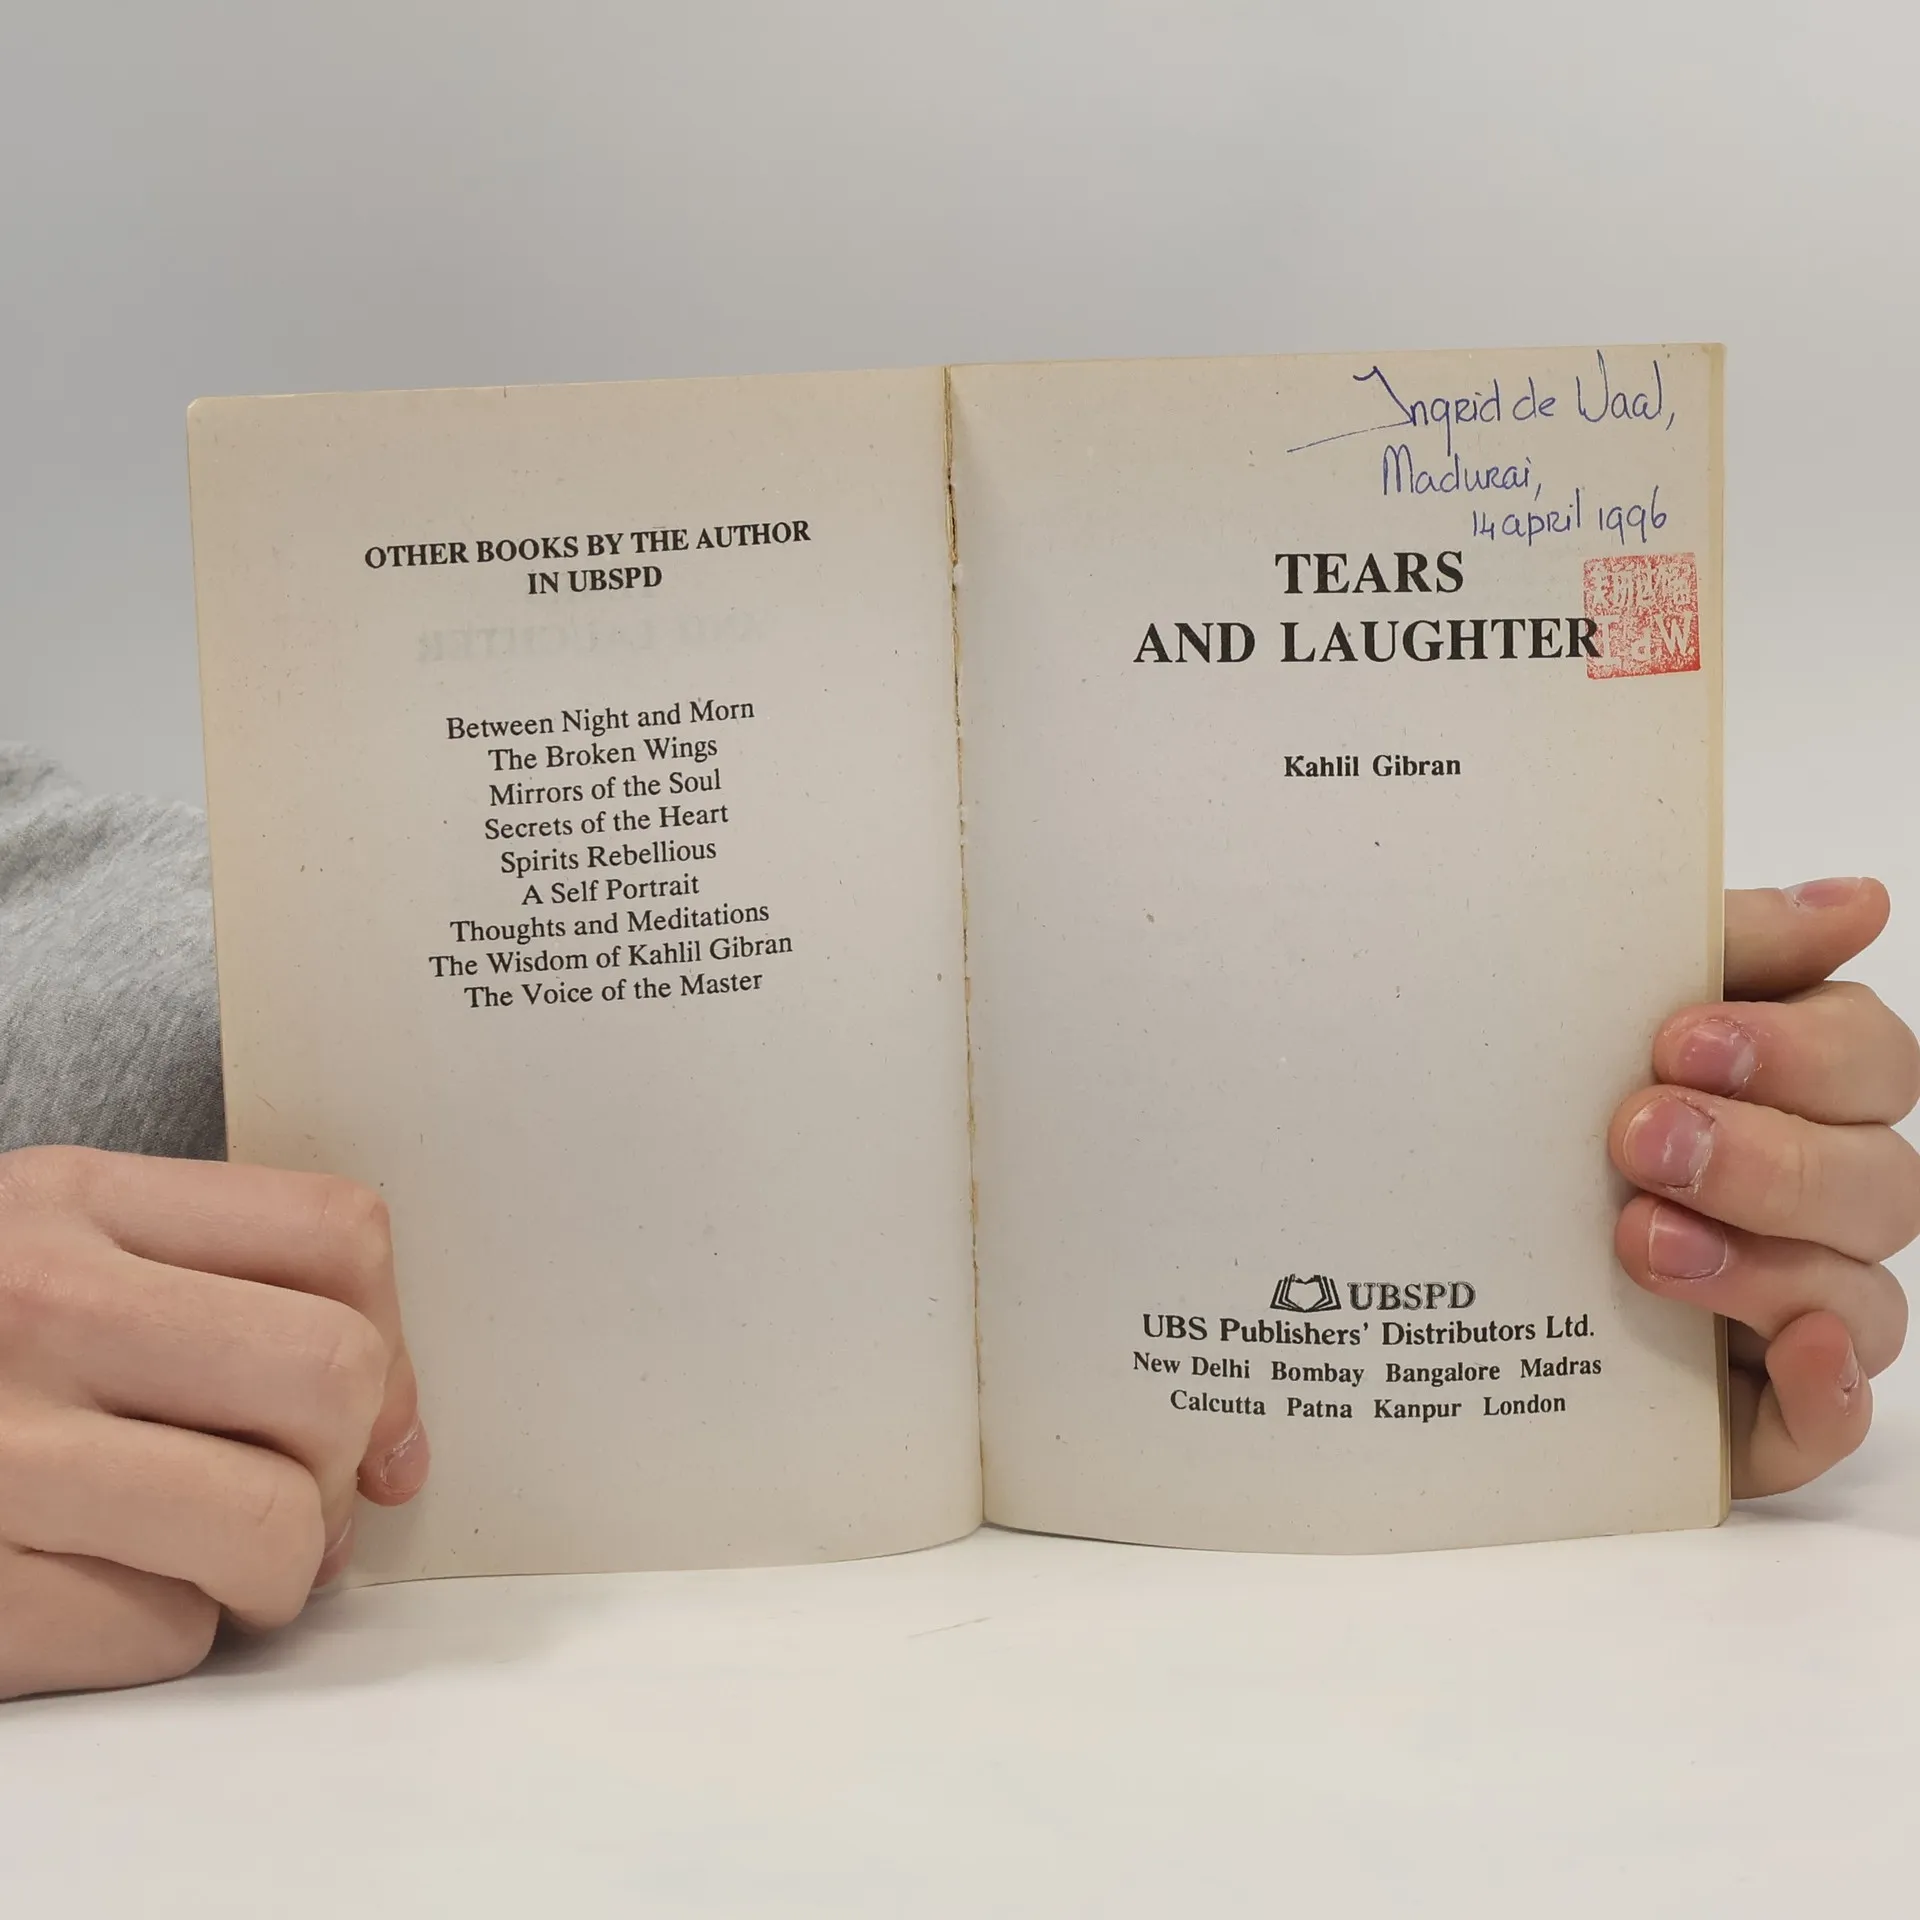 OTHER BOOKS BY THE AUTHOR
IN UBSPD
Between Night and Morn
The Broken Wings
Mirrors of the Soul
Secrets of the Heart
Spirits Rebellious
A Self Portrait
Thoughts and Meditations
The Wisdom of Kahlil Gibran
The Voice of the Master
Ingrid de Waal,
Madurai,
14 april 1996
TEARS
AND LAUGHTER
IdW
Kahlil Gibran
UBSPD
UBS Publishers' Distributors Ltd.
New Delhi Bombay Bangalore Madras
Calcutta Patna Kanpur London